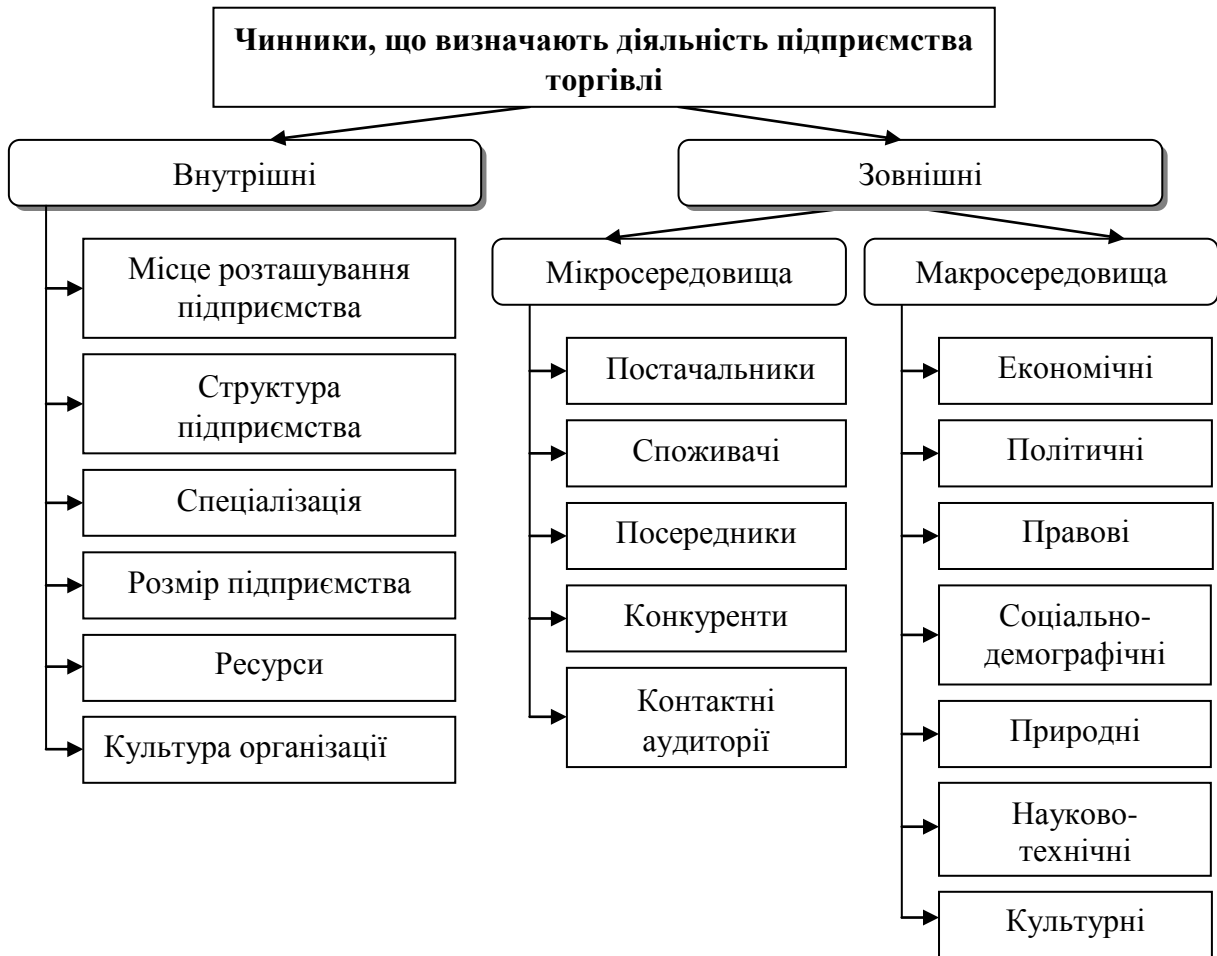 Чинники, що визначають діяльність підприємства
торгівлі
Внутрішні
Зовнішні
Місце розташування
підприємства
Структура
підприємства
Спеціалізація
Розмір підприємства
Ресурси
Культура організації
Мікросередовища
Постачальники
Споживачі
Посередники
Конкуренти
Контактні
аудиторії
Макросередовища
Економічні
Політичні
Правові
Соціально-
демографічні
Природні
Науково-
технічні
Культурні